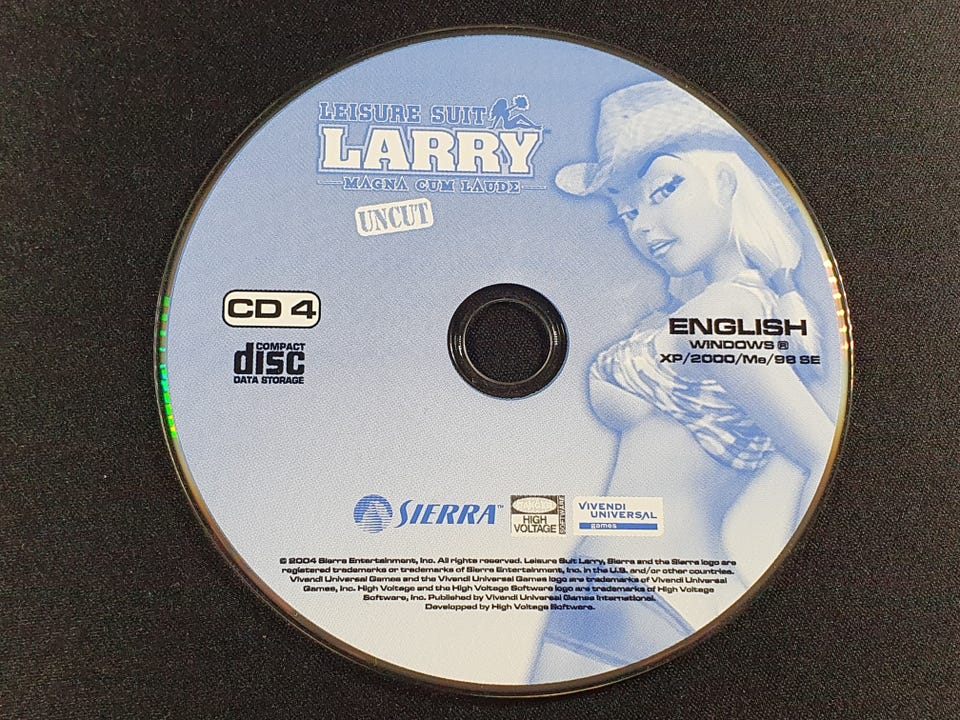 LEISURE SUIT
LARRY™
MAGNA CUM LAUDE
UNCUT
CD 4
COMPACT
disc
DATA STORAGE
ENGLISH
WINDOWS ®
XP/2000/Me/98 SE
SIERRA™
HIGH
VOLTAGE
SOFTWARE
VIVENDI
UNIVERSAL
games
© 2004 Sierra Entertainment, Inc. All rights reserved. Leisure Suit Larry, Sierra and the Sierra logo are
registered trademarks or trademarks of Sierra Entertainment, Inc. in the U.S. and/or other countries.
Vivendi Universal Games and the Vivendi Universal Games logo are trademarks of Vivendi Universal
Games, Inc. High Voltage and the High Voltage Software logo are trademarks of High Voltage
Software, Inc. Published by Vivendi Universal Games International.
Developped by High Voltage Software.